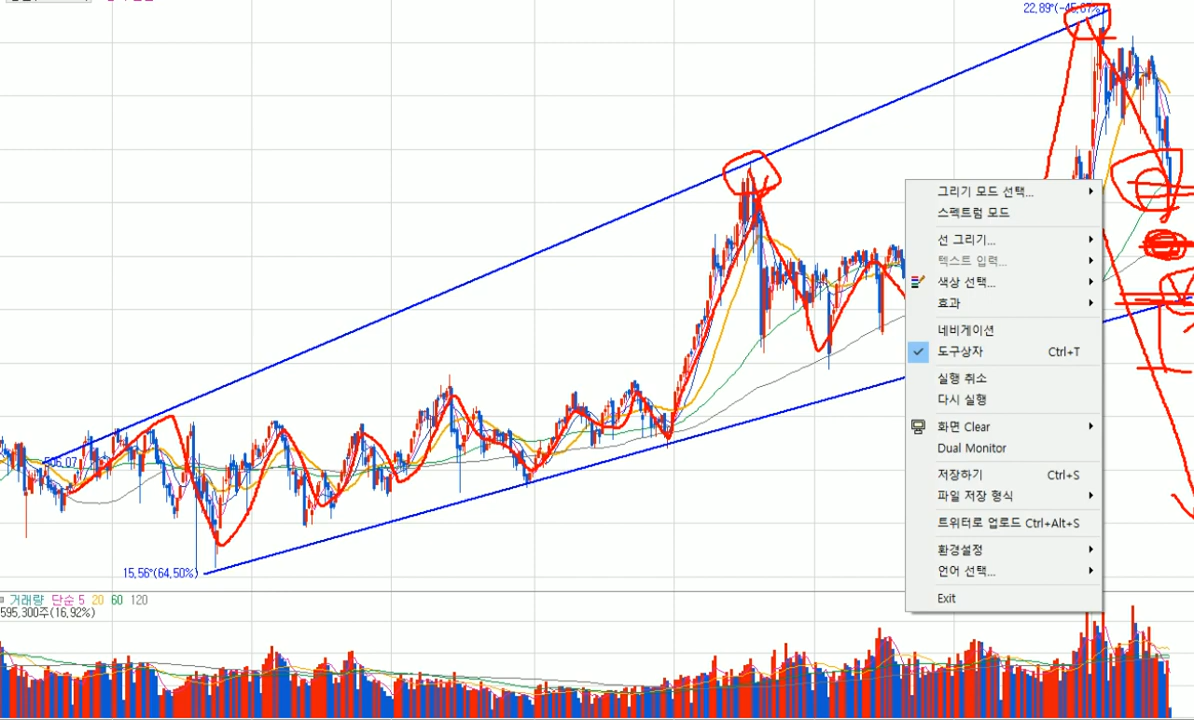 22,89°(-45,87%)
506,07
15,56°(64,50%)
거래량 단순 5 20 60 120
595,300주(16,92%)
그리기 모드 선택...
스펙트럼 모드
선 그리기...
텍스트 입력...
색상 선택...
효과
네비게이션
도구상자 Ctrl+T
실행 취소
다시 실행
화면 Clear
Dual Monitor
저장하기 Ctrl+S
파일 저장 형식
트위터로 업로드 Ctrl+Alt+S
환경설정
언어 선택...
Exit